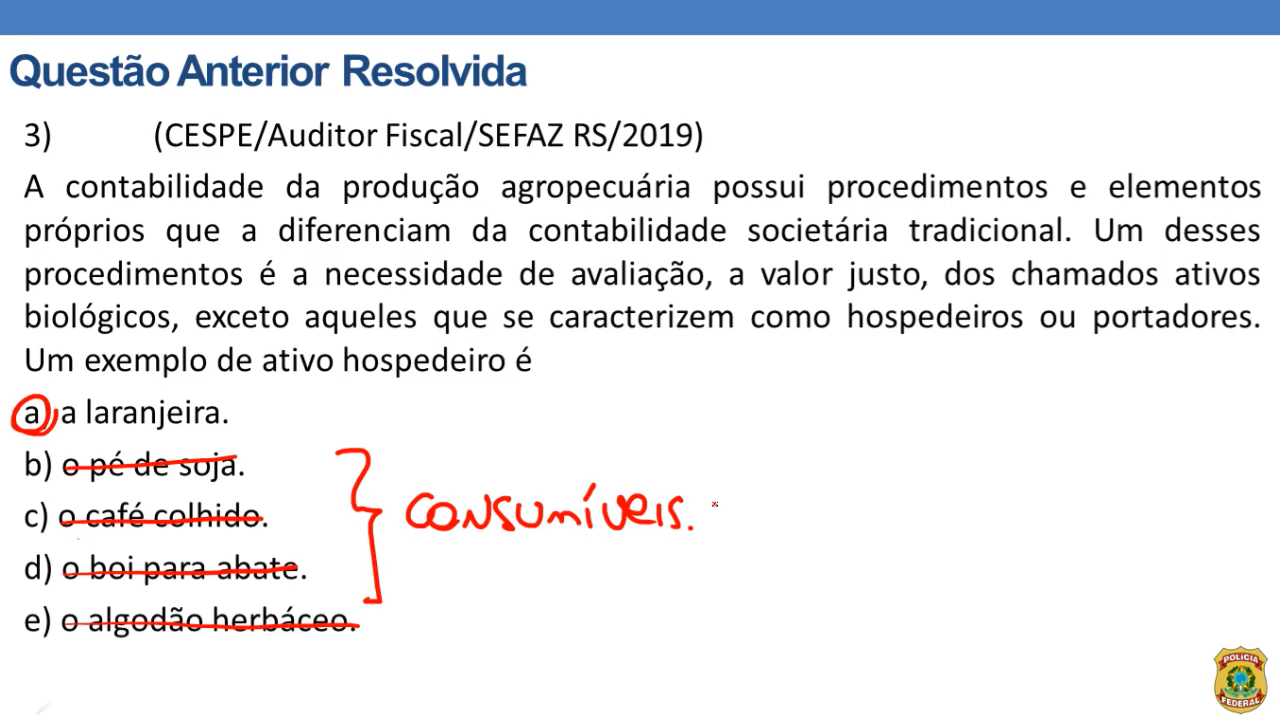 Questão Anterior Resolvida
3) (CESPE/Auditor Fiscal/SEFAZ RS/2019)
A contabilidade da produção agropecuária possui procedimentos e elementos
próprios que a diferenciam da contabilidade societária tradicional. Um desses
procedimentos é a necessidade de avaliação, a valor justo, dos chamados ativos
biológicos, exceto aqueles que se caracterizem como hospedeiros ou portadores.
Um exemplo de ativo hospedeiro é
a) a laranjeira.
b) o pé de soja.
c) o café colhido.
consumíveis.
d) o boi para abate.
e) o algodão herbáceo.
POLÍCIA
FEDERAL